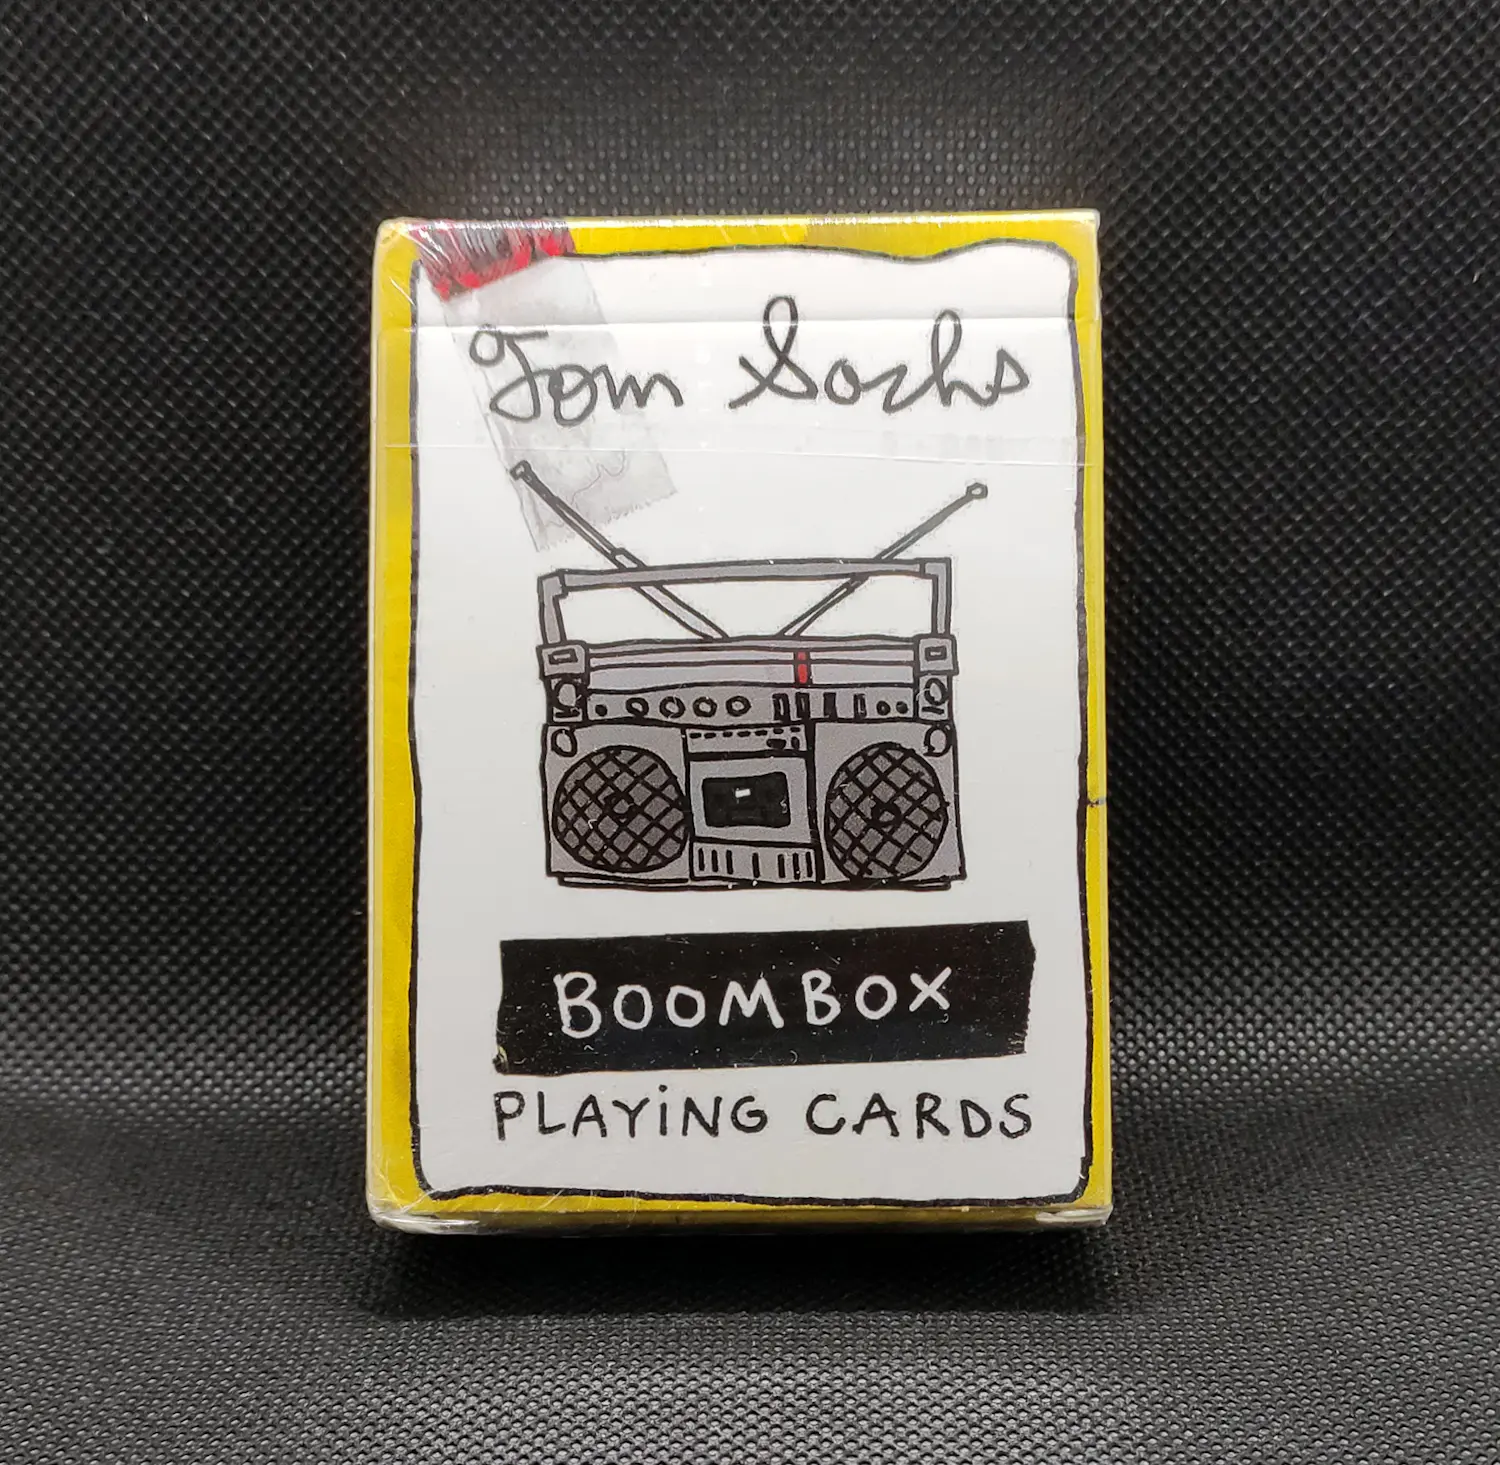 Tom Sachs
BOOMBOX
PLAYiNG CARDS